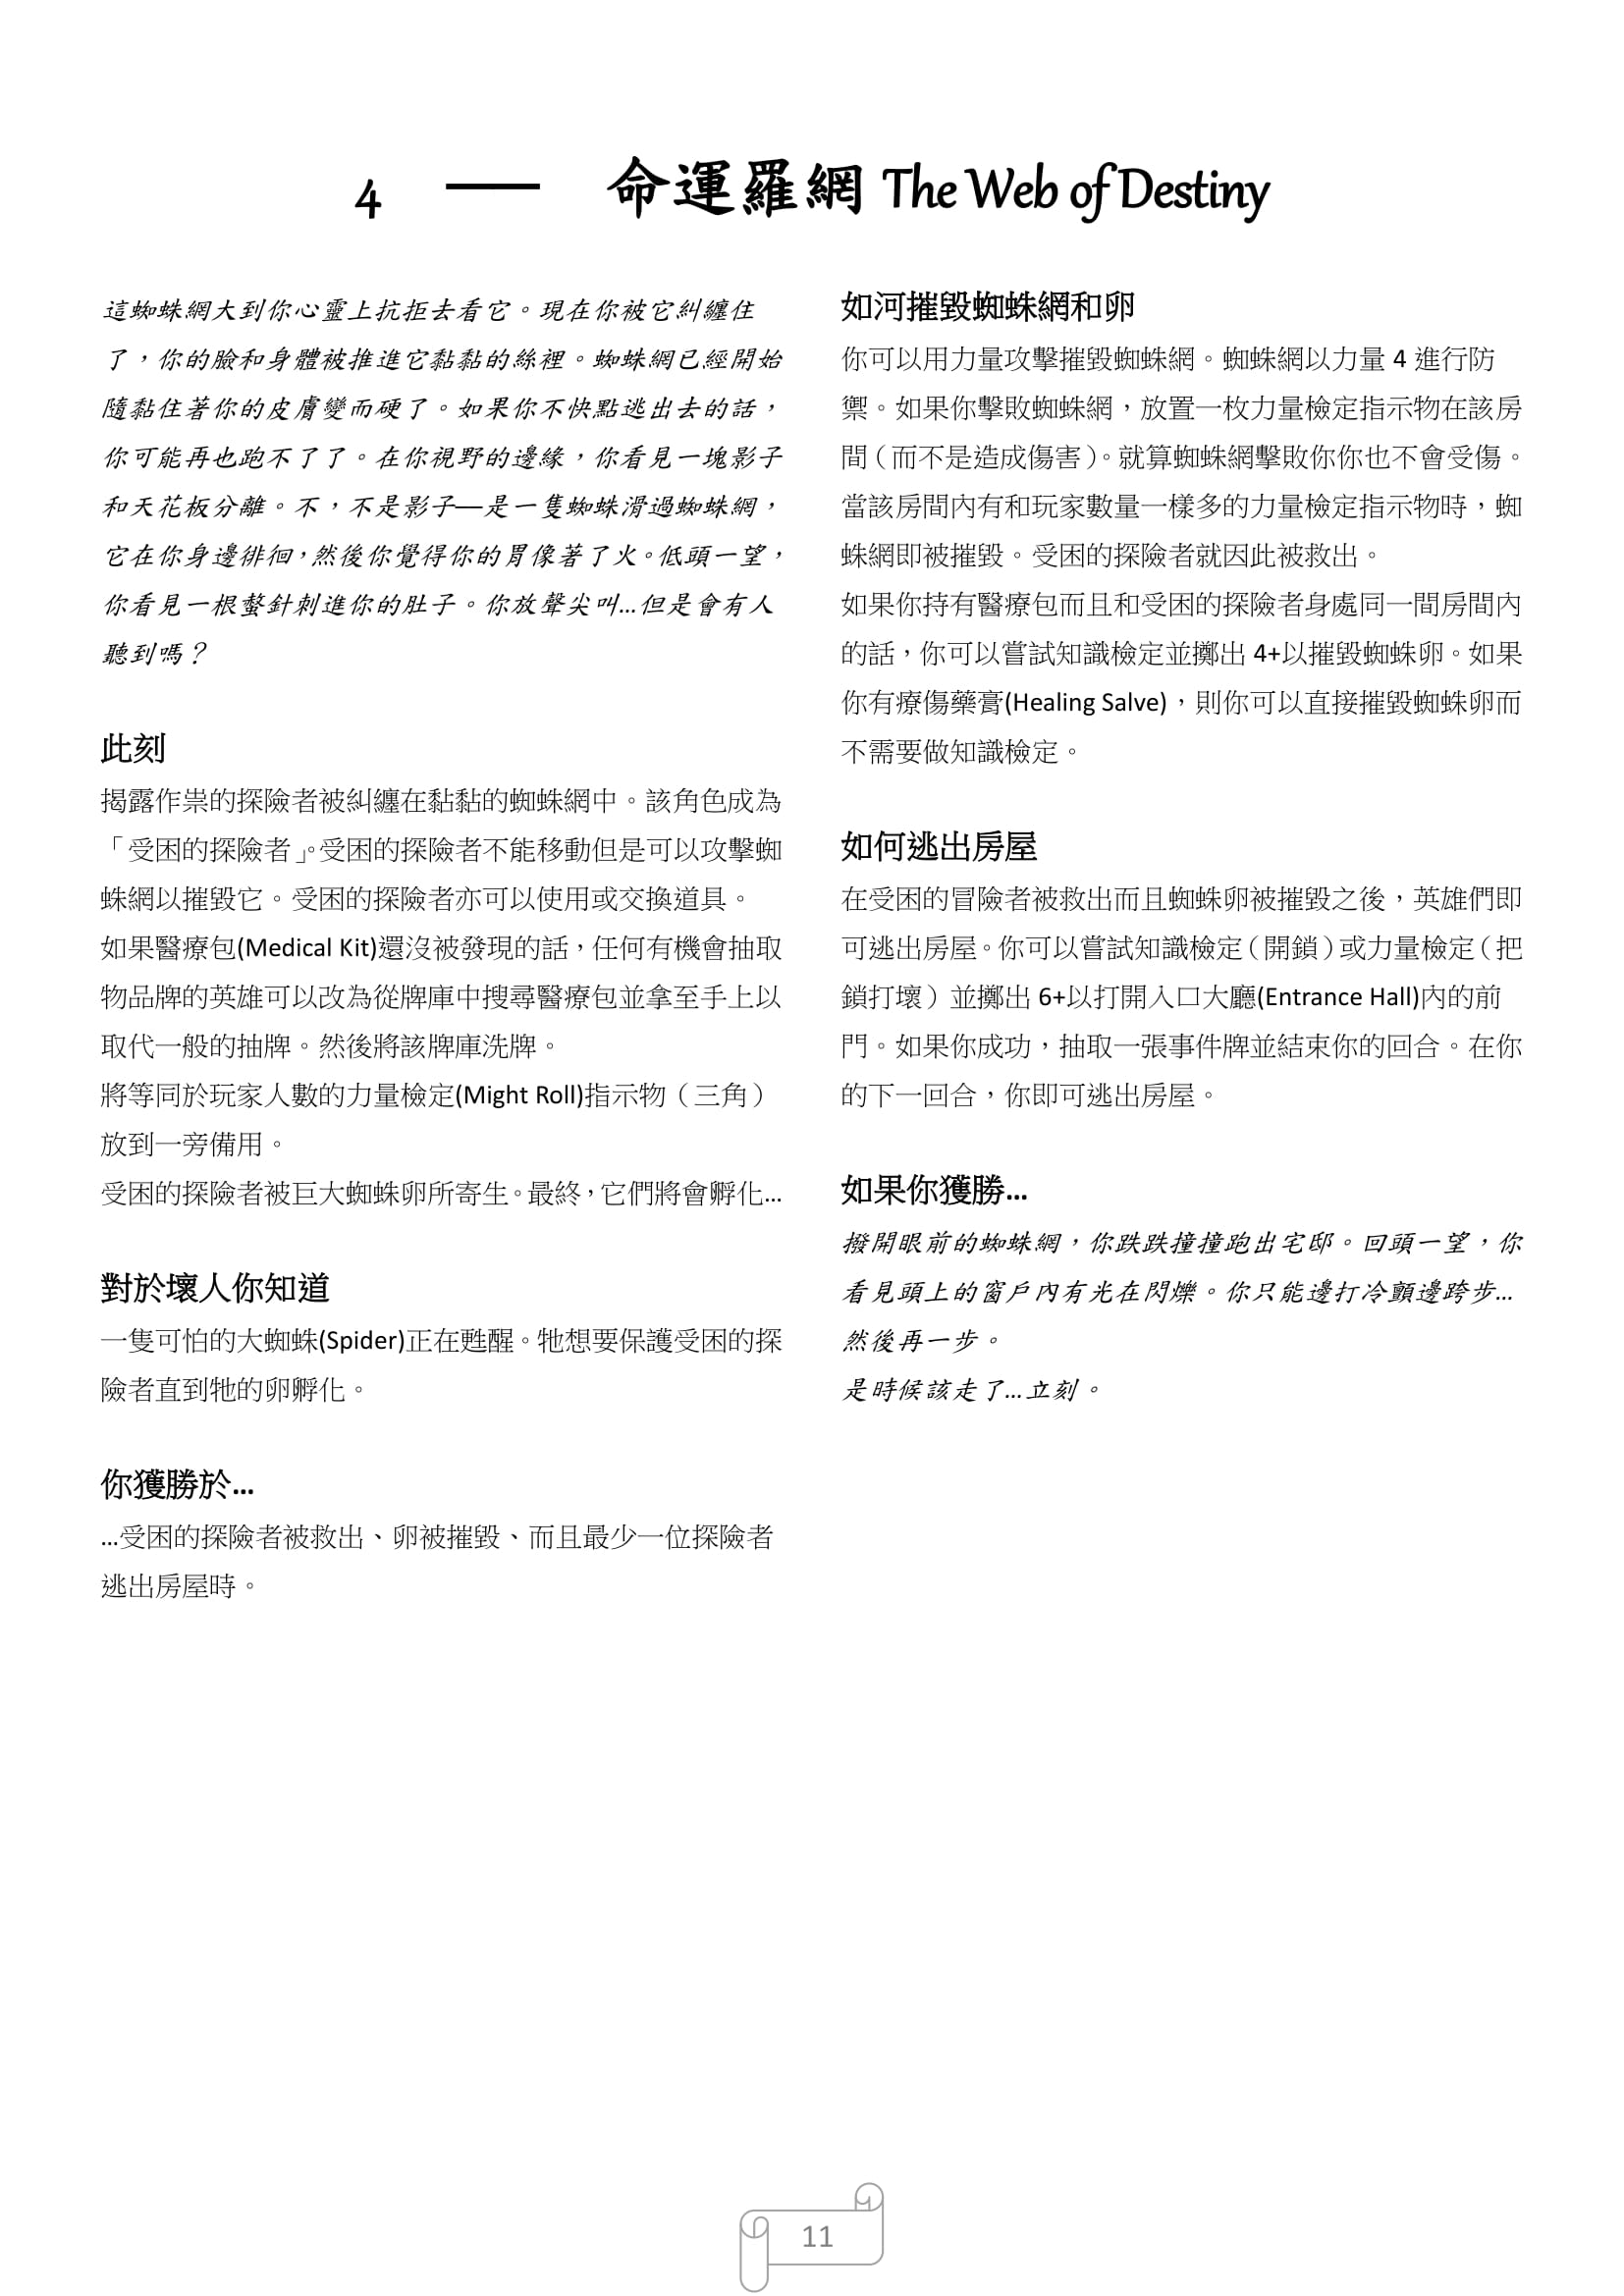 4 — 命運羅網 The Web of Destiny
這蜘蛛網大到你心靈上抗拒去看它。現在你被它糾纏住
了，你的臉和身體被推進它黏黏的絲裡。蜘蛛網已經開始
隨黏住著你的皮膚變而硬了。如果你不快點逃出去的話，
你可能再也跑不了了。在你視野的邊緣，你看見一塊影子
和天花板分離。不，不是影子—是一隻蜘蛛滑過蜘蛛網，
它在你身邊徘徊，然後你覺得你的胃像著了火。低頭一望，
你看見一根螫針刺進你的肚子。你放聲尖叫…但是會有人
聽到嗎？
此刻
揭露作祟的探險者被糾纏在黏黏的蜘蛛網中。該角色成為
「受困的探險者」。受困的探險者不能移動但是可以攻擊蜘
蛛網以摧毀它。受困的探險者亦可以使用或交換道具。
如果醫療包(Medical Kit)還沒被發現的話，任何有機會抽取
物品牌的英雄可以改為從牌庫中搜尋醫療包並拿至手上以
取代一般的抽牌。然後將該牌庫洗牌。
將等同於玩家人數的力量檢定(Might Roll)指示物（三角）
放到一旁備用。
受困的探險者被巨大蜘蛛卵所寄生。最終，它們將會孵化…
對於壞人你知道
一隻可怕的大蜘蛛(Spider)正在甦醒。牠想要保護受困的探
險者直到牠的卵孵化。
你獲勝於…
…受困的探險者被救出、卵被摧毀、而且最少一位探險者
逃出房屋時。
如河摧毀蜘蛛網和卵
你可以用力量攻擊摧毀蜘蛛網。蜘蛛網以力量 4 進行防
禦。如果你擊敗蜘蛛網，放置一枚力量檢定指示物在該房
間（而不是造成傷害）。就算蜘蛛網擊敗你你也不會受傷。
當該房間內有和玩家數量一樣多的力量檢定指示物時，蜘
蛛網即被摧毀。受困的探險者就因此被救出。
如果你持有醫療包而且和受困的探險者身處同一間房間內
的話，你可以嘗試知識檢定並擲出 4+以摧毀蜘蛛卵。如果
你有療傷藥膏(Healing Salve)，則你可以直接摧毀蜘蛛卵而
不需要做知識檢定。
如何逃出房屋
在受困的冒險者被救出而且蜘蛛卵被摧毀之後，英雄們即
可逃出房屋。你可以嘗試知識檢定（開鎖）或力量檢定（把
鎖打壞）並擲出 6+以打開入口大廳(Entrance Hall)內的前
門。如果你成功，抽取一張事件牌並結束你的回合。在你
的下一回合，你即可逃出房屋。
如果你獲勝…
撥開眼前的蜘蛛網，你跌跌撞撞跑出宅邸。回頭一望，你
看見頭上的窗戶內有光在閃爍。你只能邊打冷顫邊跨步…
然後再一步。
是時候該走了…立刻。
11